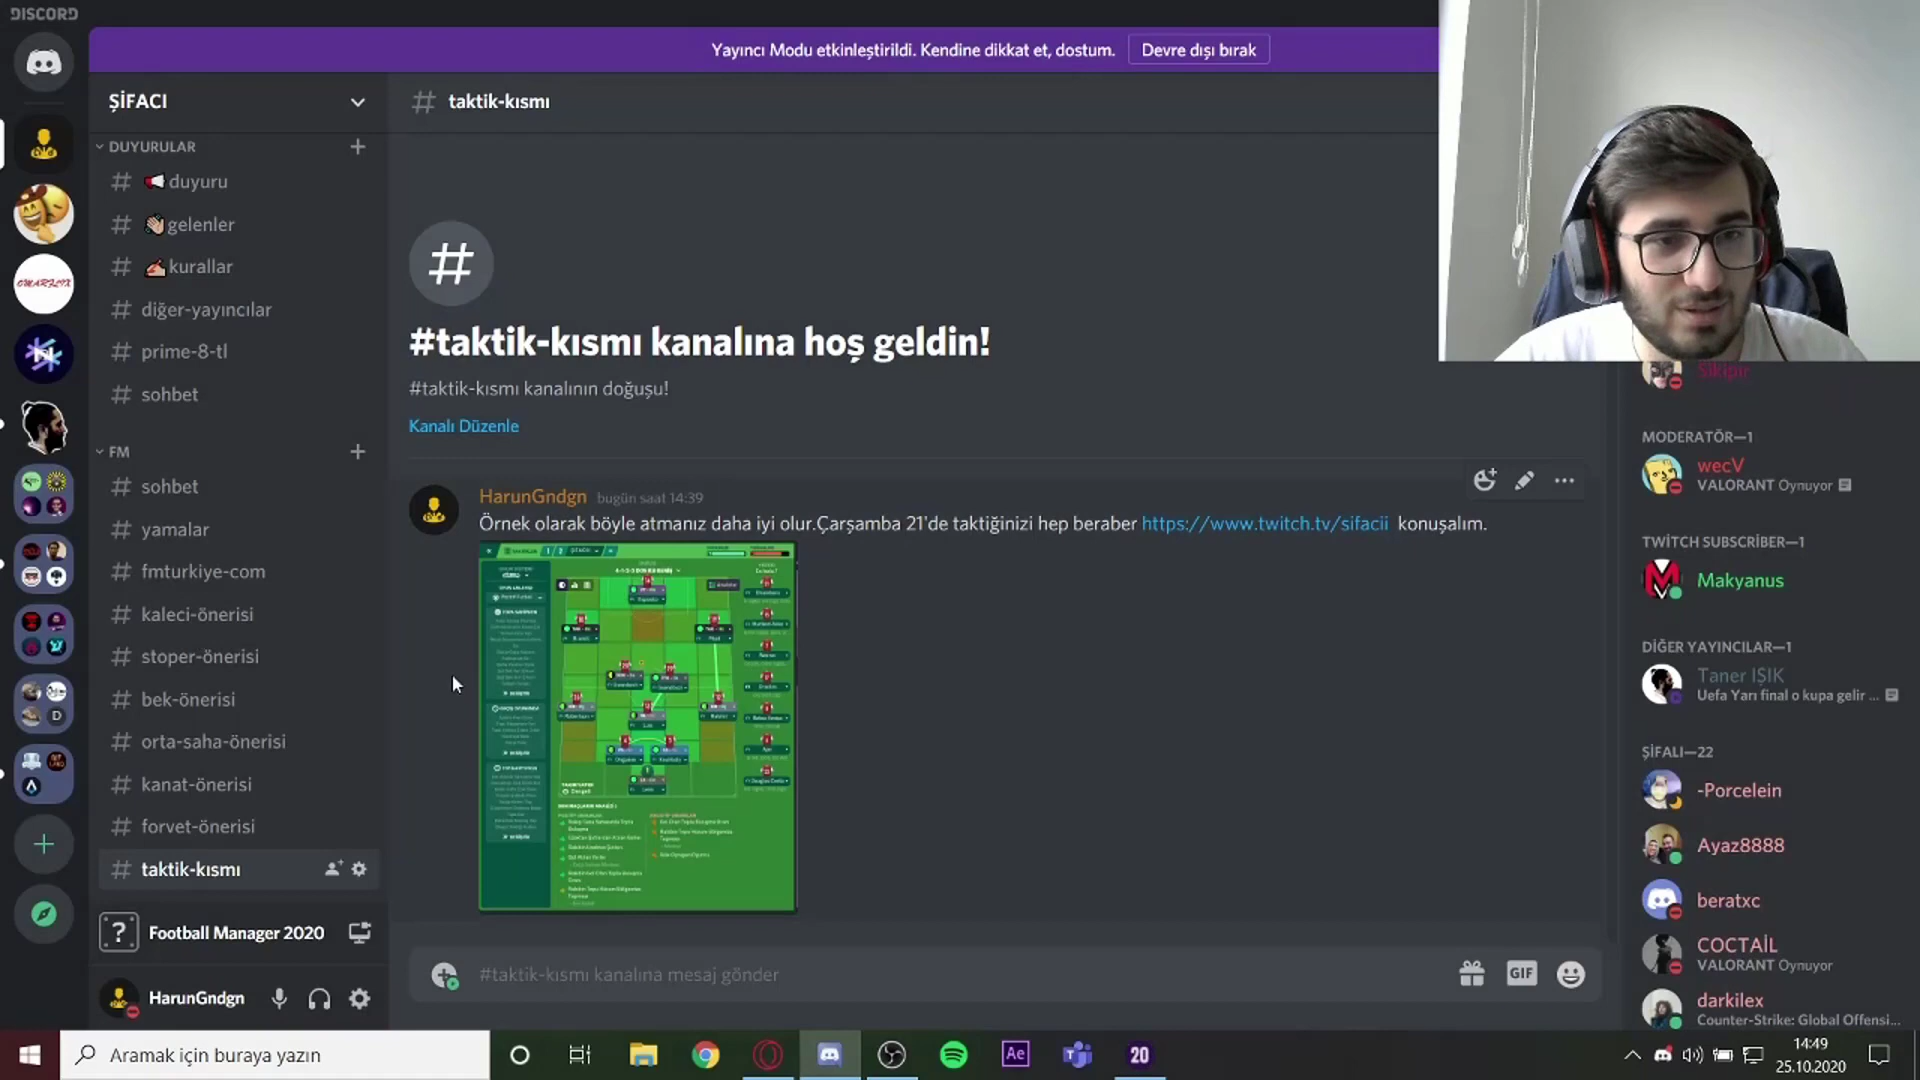 DISCORD
Yayıncı Modu etkinleştirildi. Kendine dikkat et, dostum.
Devre dışı bırak
ŞİFACI
taktik-kısmı
DUYURULAR
duyuru
gelenler
kurallar
diğer-yayıncılar
prime-8-tl
sohbet
FM
sohbet
yamalar
fmturkiye-com
kaleci-önerisi
stoper-önerisi
bek-önerisi
orta-saha-önerisi
kanat-önerisi
forvet-önerisi
taktik-kısmı
Football Manager 2020
HarunGndgn
#taktik-kısmı kanalına hoş geldin!
#taktik-kısmı kanalının doğuşu!
Kanalı Düzenle
HarunGndgn bugün saat 14:39
Örnek olarak böyle atmanız daha iyi olur.Çarşamba 21'de taktiğinizi hep beraber https://www.twitch.tv/sifacii konuşalım.
#taktik-kısmı kanalına mesaj gönder
GIF
Sikipir
MODERATÖR—1
wecV
VALORANT Oynuyor
TWİTCH SUBSCRİBER—1
Makyanus
DİĞER YAYINCILAR—1
Taner IŞIK
Uefa Yarı final o kupa gelir ...
ŞİFALI—22
-Porcelein
Ayaz8888
beratxc
COCTAİL
VALORANT Oynuyor
darkilex
Counter-Strike: Global Offensi...
Aramak için buraya yazın
Ae
20
14:49
25.10.2020